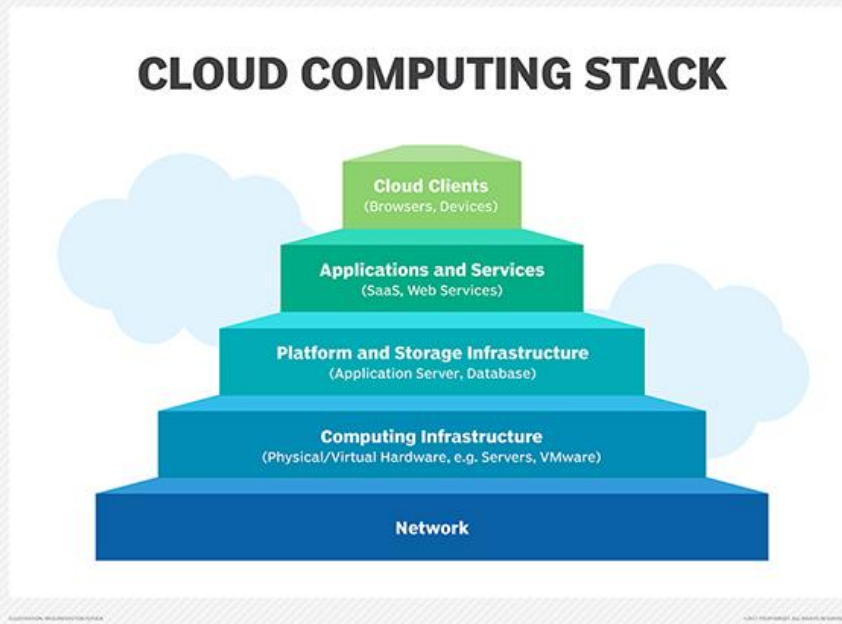 CLOUD COMPUTING STACK
Cloud Clients
(Browsers, Devices)
Applications and Services
(SaaS, Web Services)
Platform and Storage Infrastructure
(Application Server, Database)
Computing Infrastructure
(Physical/Virtual Hardware, e.g. Servers, VMware)
Network